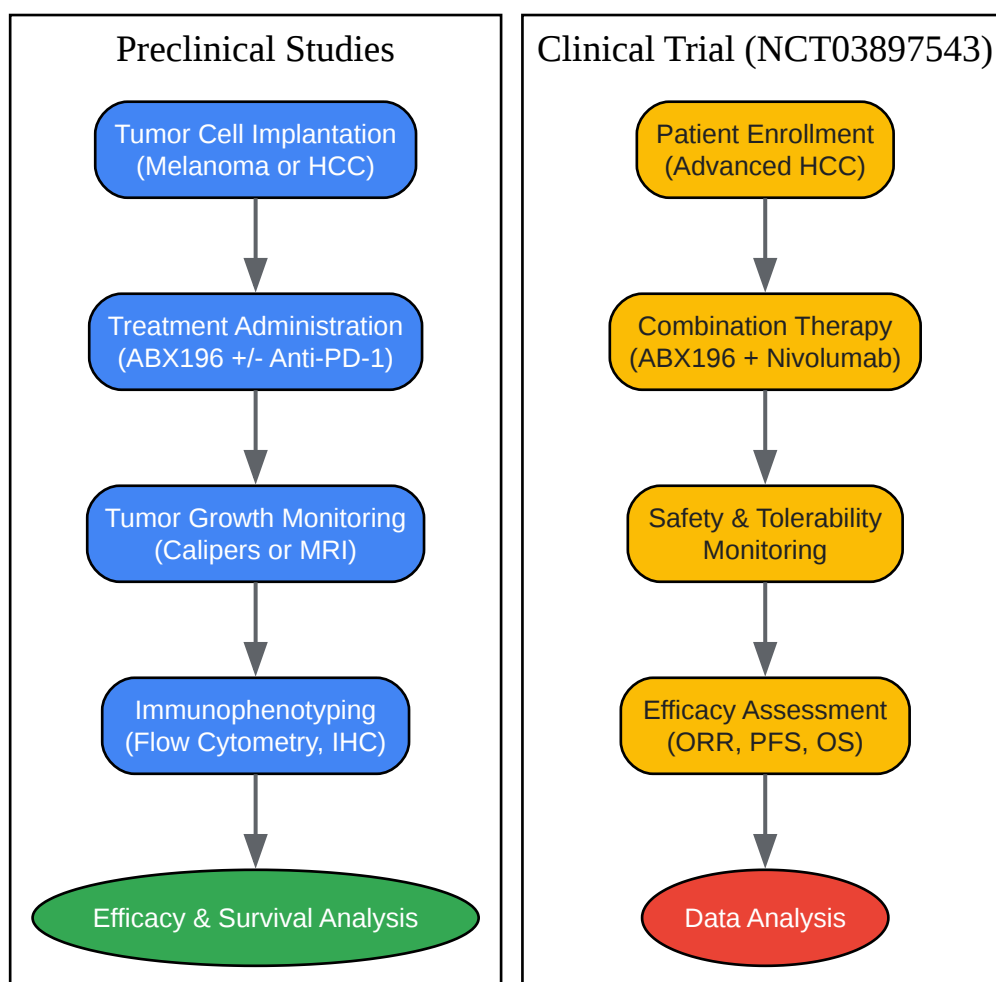 Preclinical Studies
Tumor Cell Implantation
(Melanoma or HCC)
Treatment Administration
(ABX196 +/- Anti-PD-1)
Tumor Growth Monitoring
(Calipers or MRI)
Immunophenotyping
(Flow Cytometry, IHC)
Efficacy & Survival Analysis
Clinical Trial (NCT03897543)
Patient Enrollment
(Advanced HCC)
Combination Therapy
(ABX196 + Nivolumab)
Safety & Tolerability
Monitoring
Efficacy Assessment
(ORR, PFS, OS)
Data Analysis